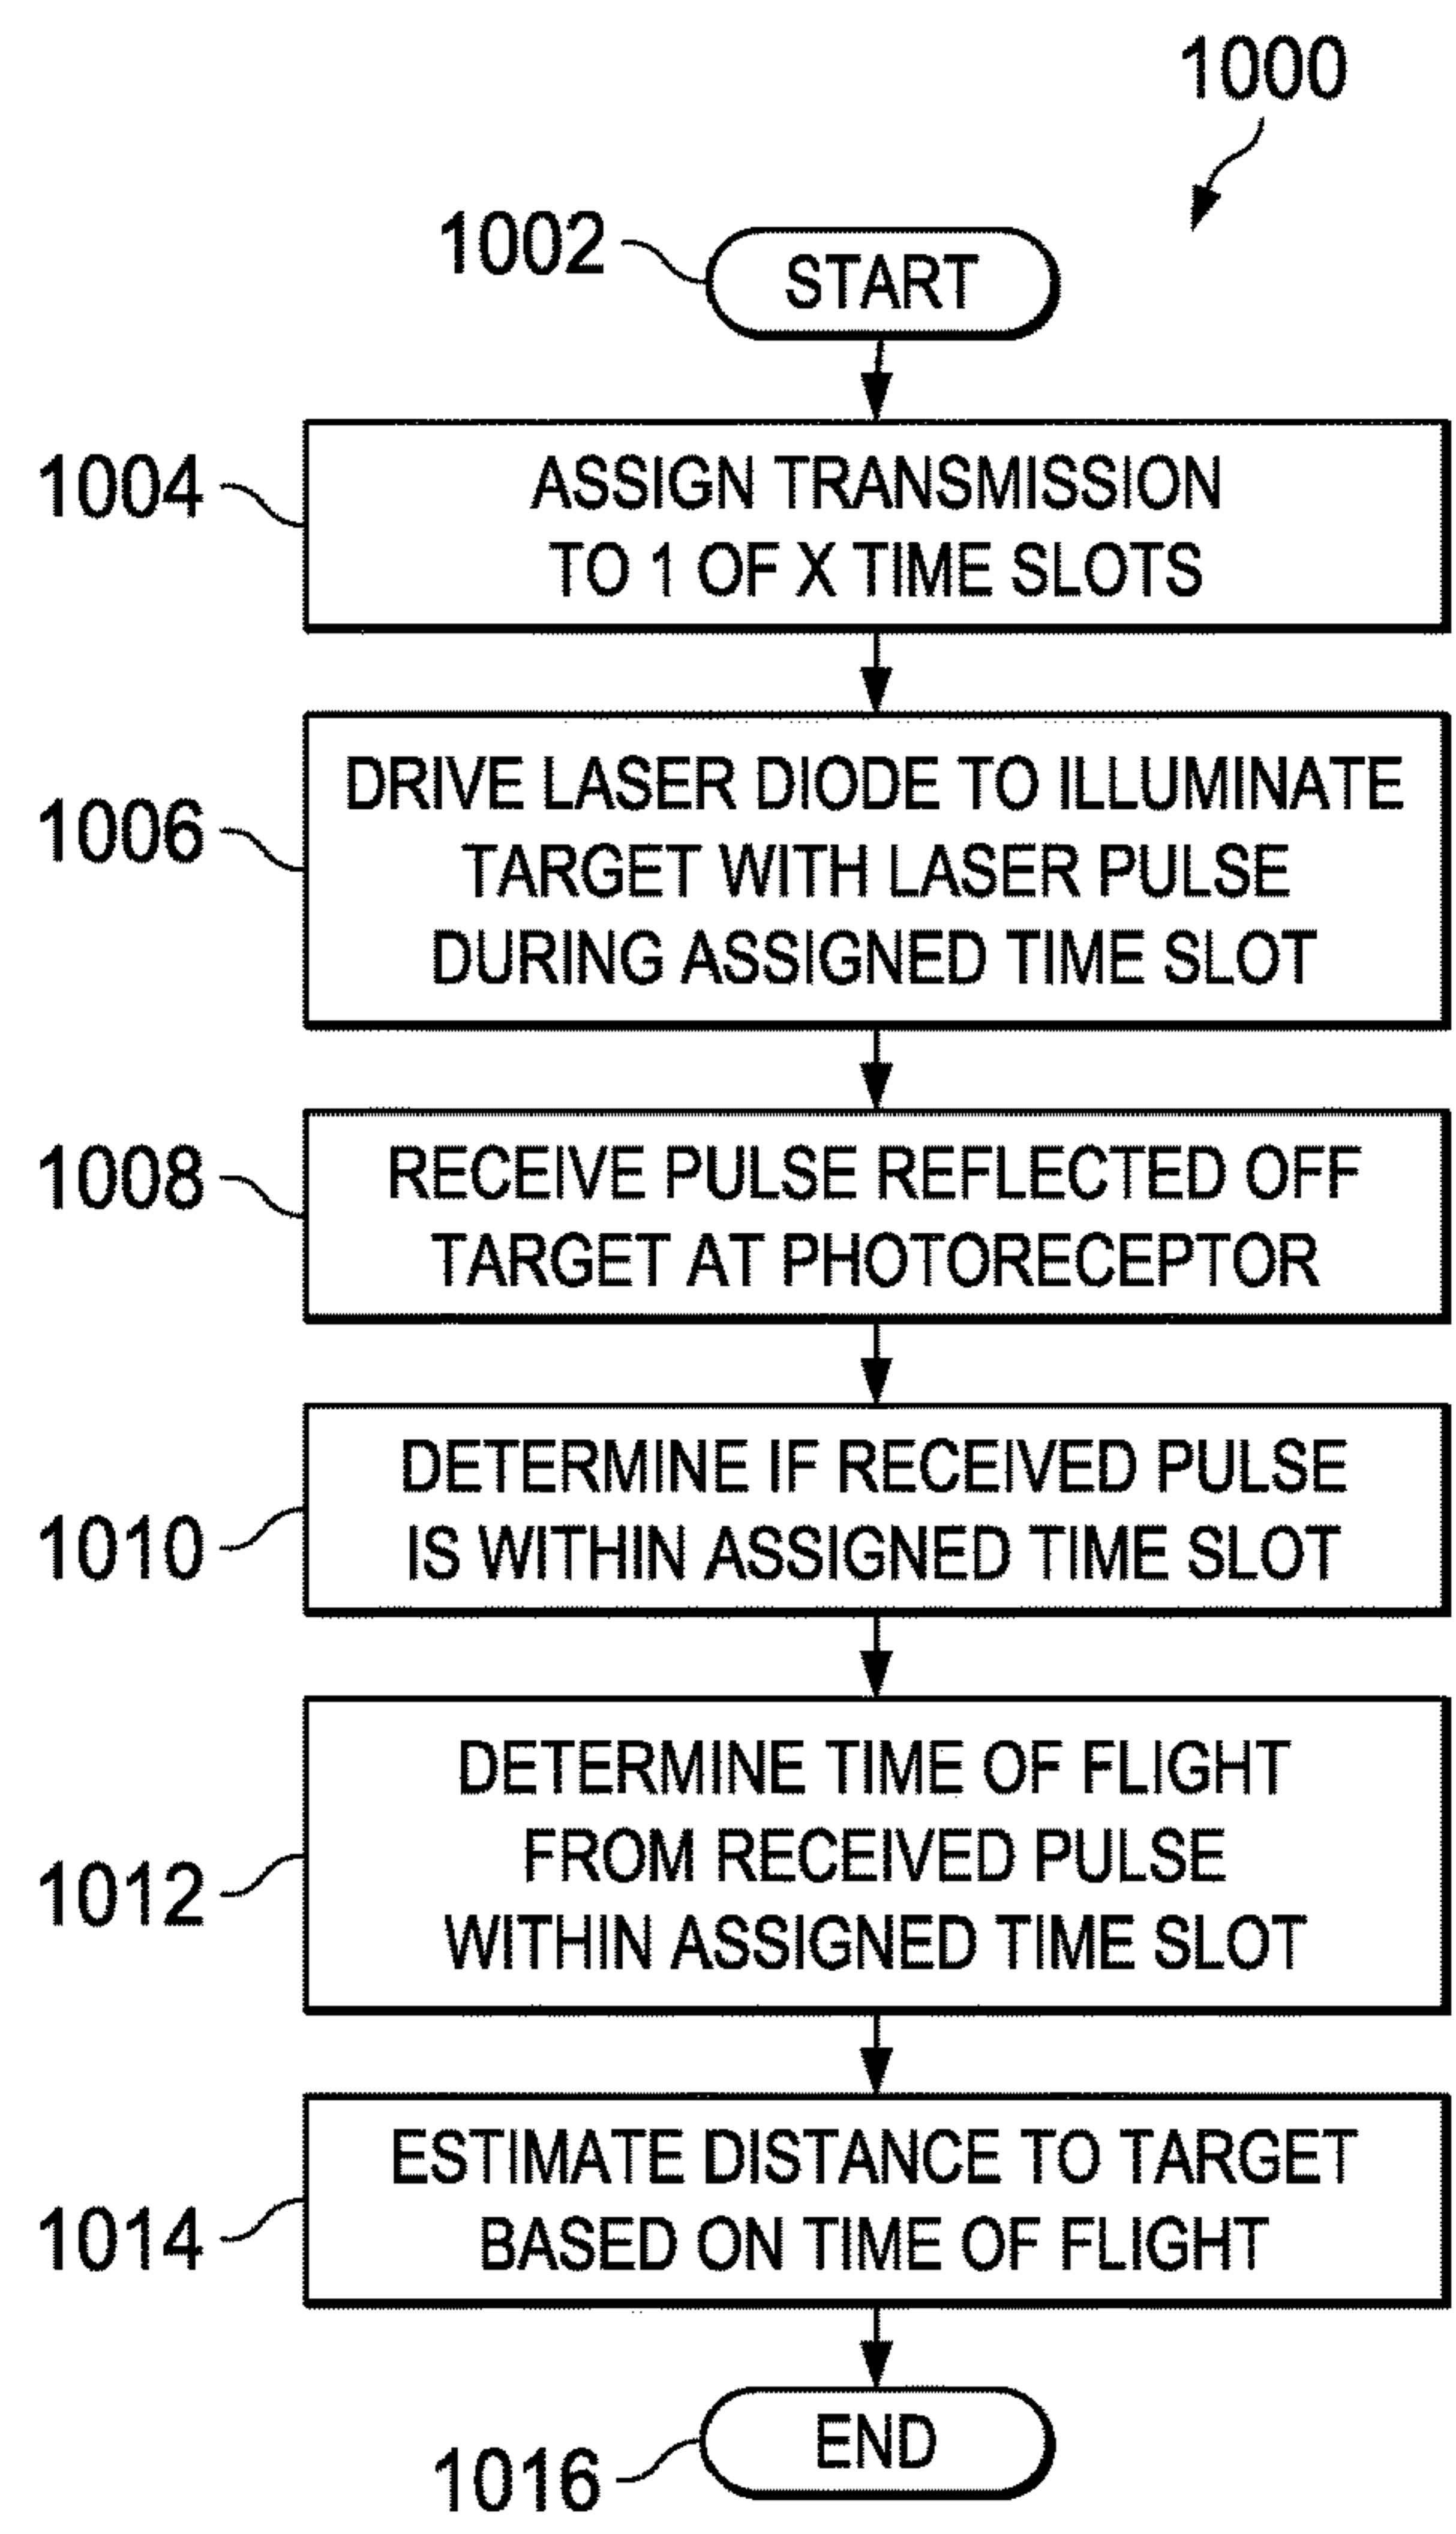 1000
1002
START
1004
ASSIGN TRANSMISSION
TO 1 OF X TIME SLOTS
1006
DRIVE LASER DIODE TO ILLUMINATE
TARGET WITH LASER PULSE
DURING ASSIGNED TIME SLOT
1008
RECEIVE PULSE REFLECTED OFF
TARGET AT PHOTORECEPTOR
1010
DETERMINE IF RECEIVED PULSE
IS WITHIN ASSIGNED TIME SLOT
1012
DETERMINE TIME OF FLIGHT
FROM RECEIVED PULSE
WITHIN ASSIGNED TIME SLOT
1014
ESTIMATE DISTANCE TO TARGET
BASED ON TIME OF FLIGHT
1016
END